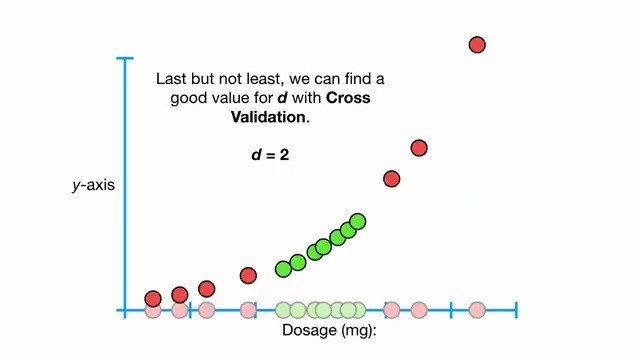 Last but not least, we can find a
good value for d with Cross
Validation.
d = 2
y-axis
Dosage (mg):